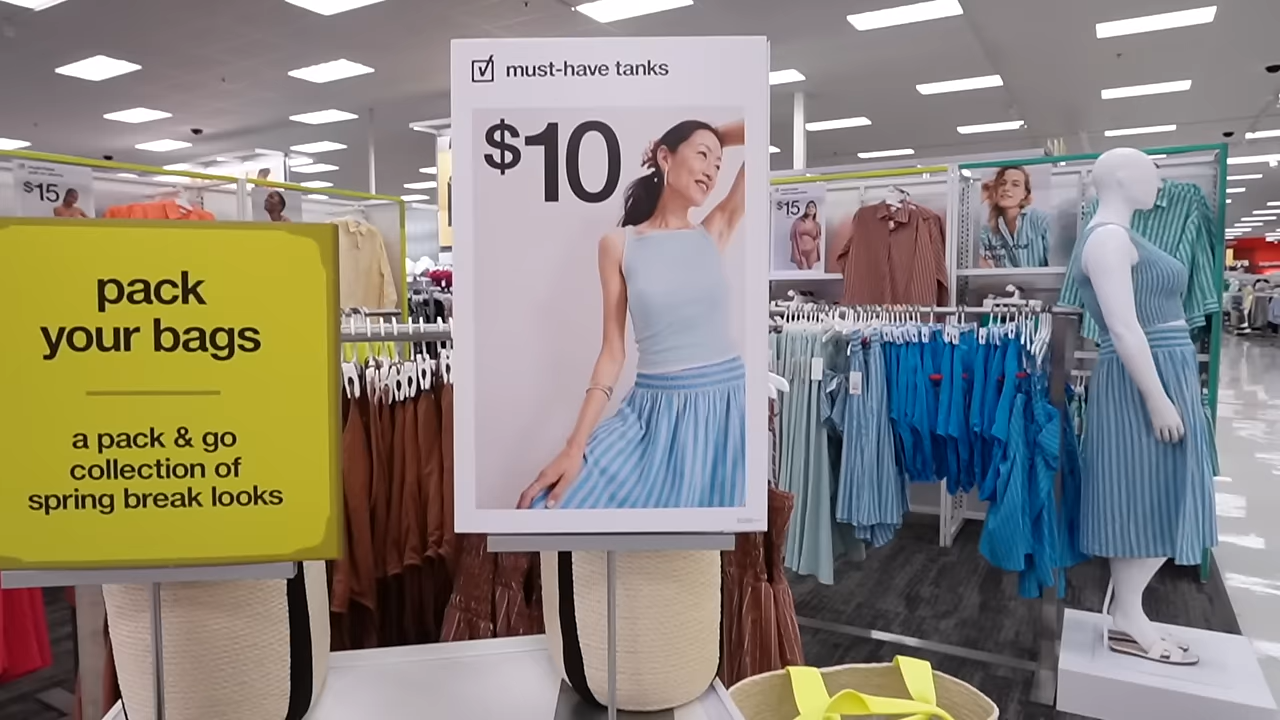 must-have tanks
$10
$15
pack
your bags
a pack & go
collection of
spring break looks
$15